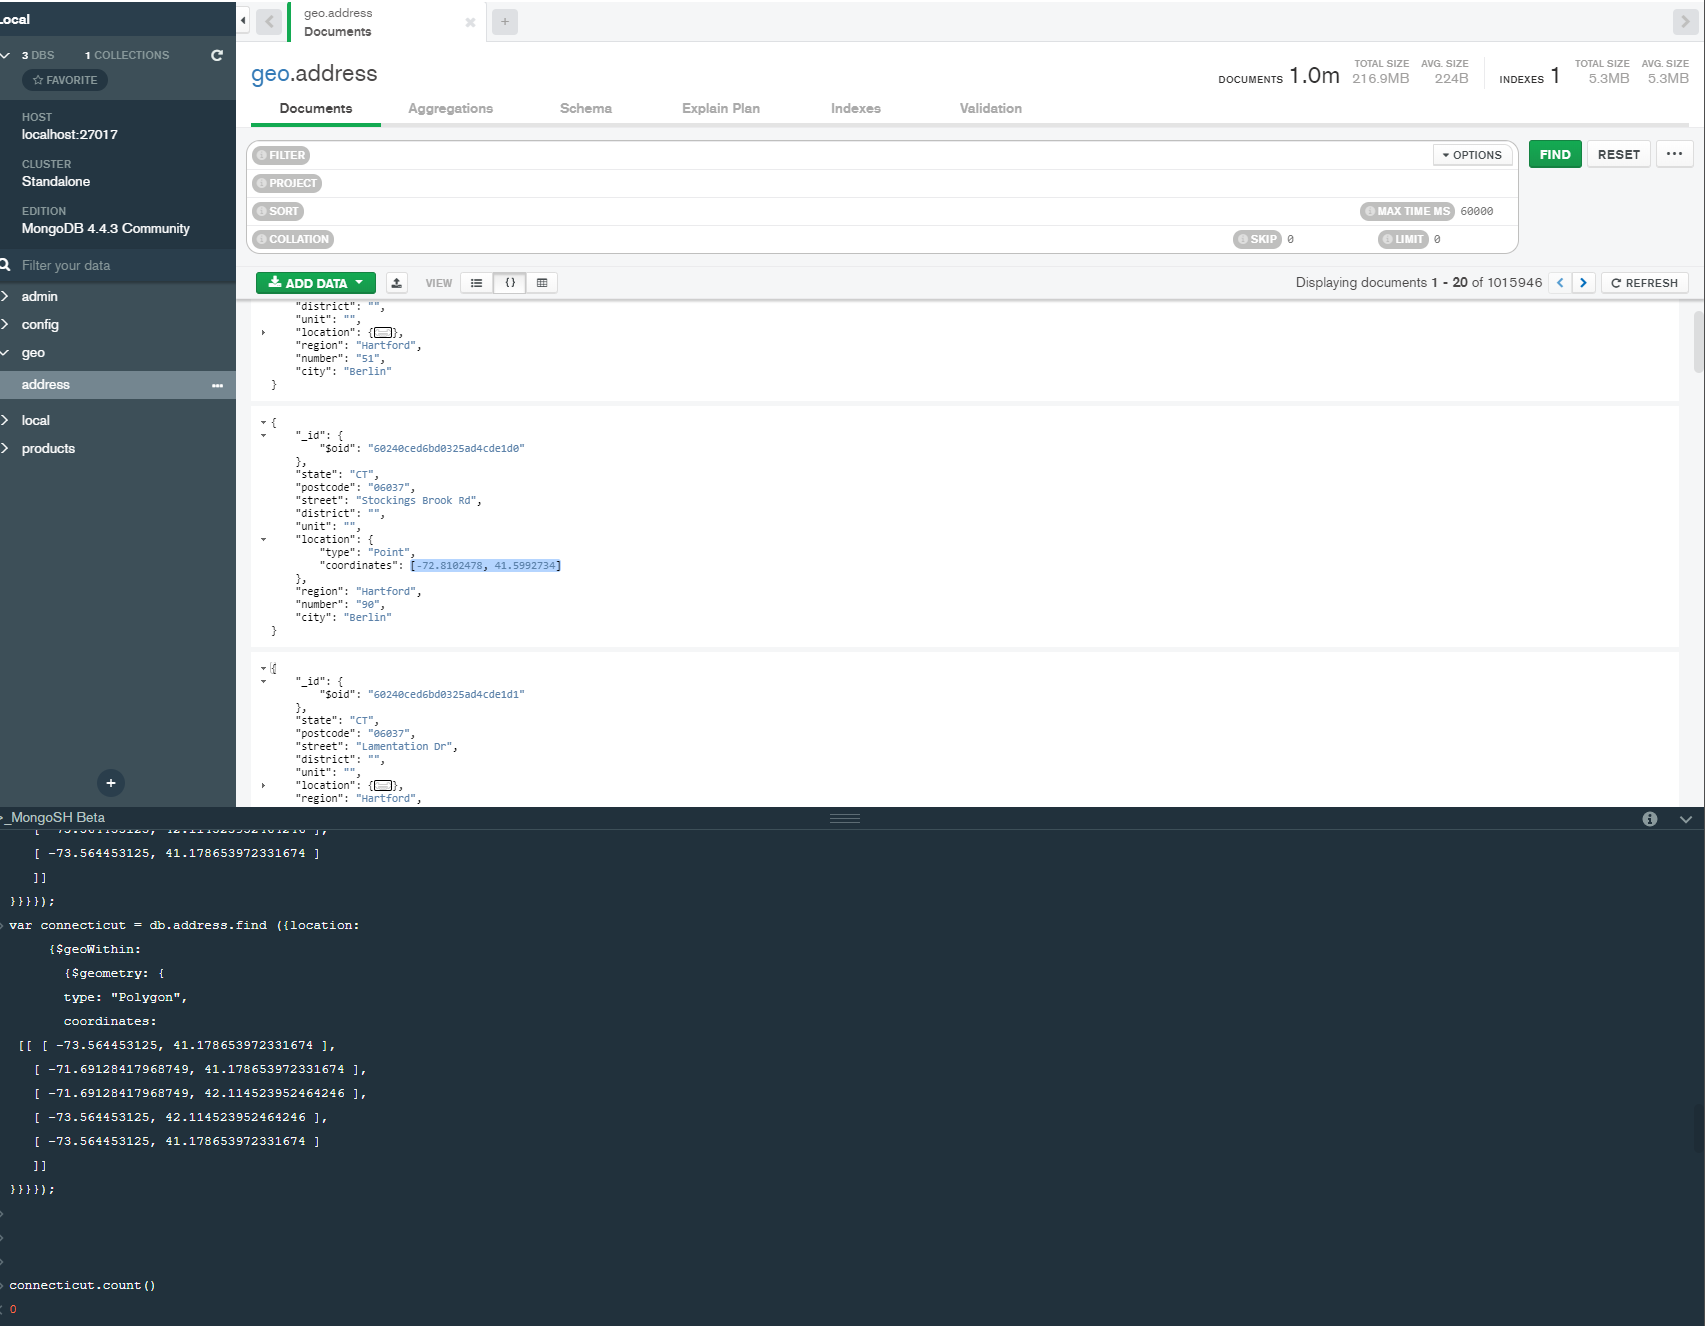 Local
3 DBS 1 COLLECTIONS
FAVORITE
HOST
localhost:27017
CLUSTER
Standalone
EDITION
MongoDB 4.4.3 Community
Filter your data
admin
config
geo
address
local
products
geo.address
Documents
geo.address
DOCUMENTS 1.0m TOTAL SIZE 216.9MB AVG. SIZE 224B INDEXES 1 TOTAL SIZE 5.3MB AVG. SIZE 5.3MB
Documents Aggregations Schema Explain Plan Indexes Validation
FILTER OPTIONS FIND RESET ...
PROJECT
SORT MAX TIME MS 60000
COLLATION SKIP 0 LIMIT 0
ADD DATA VIEW {} Displaying documents 1 - 20 of 1015946 < > REFRESH
"district": "",
"unit": "",
"location": {},
"region": "Hartford",
"number": "51",
"city": "Berlin"
}
{
"_id": {
"$oid": "60240ced6bd0325ad4cde1d0"
},
"state": "CT",
"postcode": "06037",
"street": "Stockings Brook Rd",
"district": "",
"unit": "",
"location": {
"type": "Point",
"coordinates": [-72.8102478, 41.5992734]
},
"region": "Hartford",
"number": "90",
"city": "Berlin"
}
{
"_id": {
"$oid": "60240ced6bd0325ad4cde1d1"
},
"state": "CT",
"postcode": "06037",
"street": "Lamentation Dr",
"district": "",
"unit": "",
"location": {},
"region": "Hartford",
>_MongoSH Beta
[ -73.564453125, 42.114523952464246 ],
[ -73.564453125, 41.178653972331674 ]
]]
}}}});
var connecticut = db.address.find ({location:
{$geoWithin:
{$geometry: {
type: "Polygon",
coordinates:
[[ [ -73.564453125, 41.178653972331674 ],
[ -71.69128417968749, 41.178653972331674 ],
[ -71.69128417968749, 42.114523952464246 ],
[ -73.564453125, 42.114523952464246 ],
[ -73.564453125, 41.178653972331674 ]
]]
}}}});
connecticut.count()
0